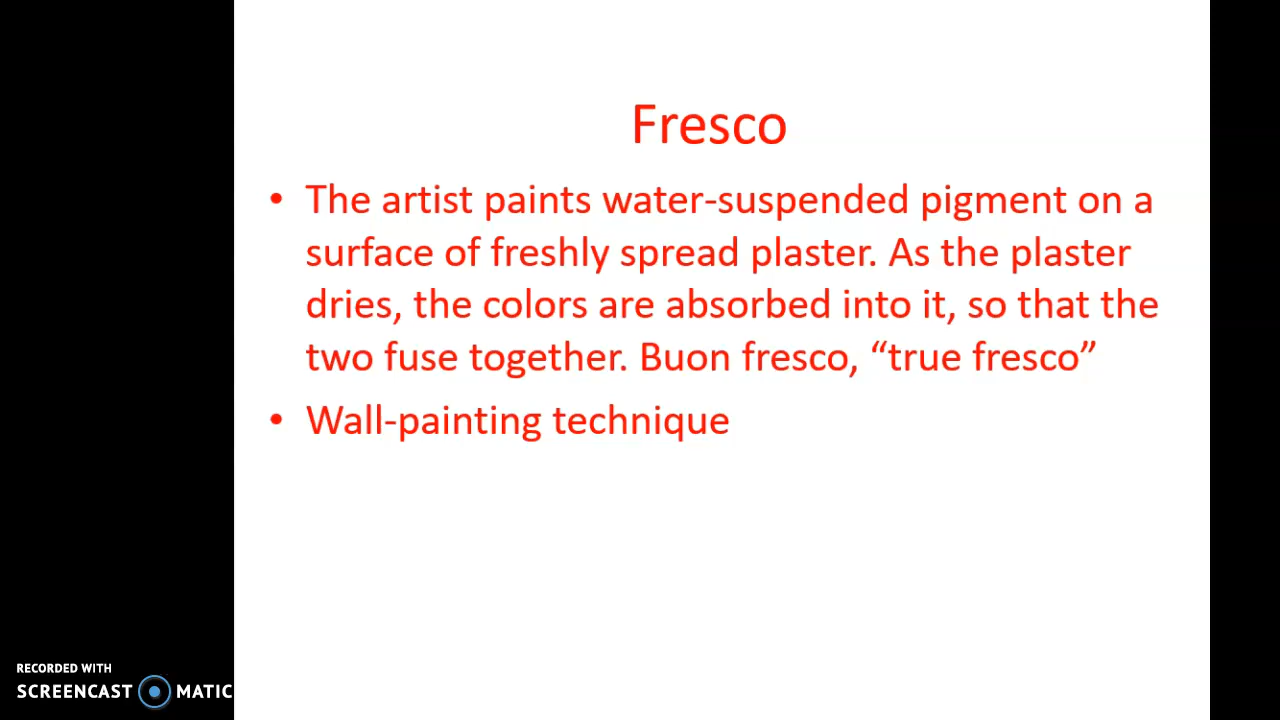 Fresco
• The artist paints water-suspended pigment on a
surface of freshly spread plaster. As the plaster
dries, the colors are absorbed into it, so that the
two fuse together. Buon fresco, “true fresco”
• Wall-painting technique
RECORDED WITH
SCREENCAST MATIC